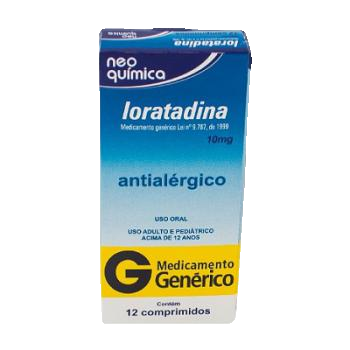 loratadina
neo
química
loratadina
Medicamento genérico Lei nº 9.787, de 1999
10mg
antialérgico
USO ORAL
USO ADULTO E PEDIÁTRICO
ACIMA DE 12 ANOS
G Medicamento
Genérico
Contém
12 comprimidos